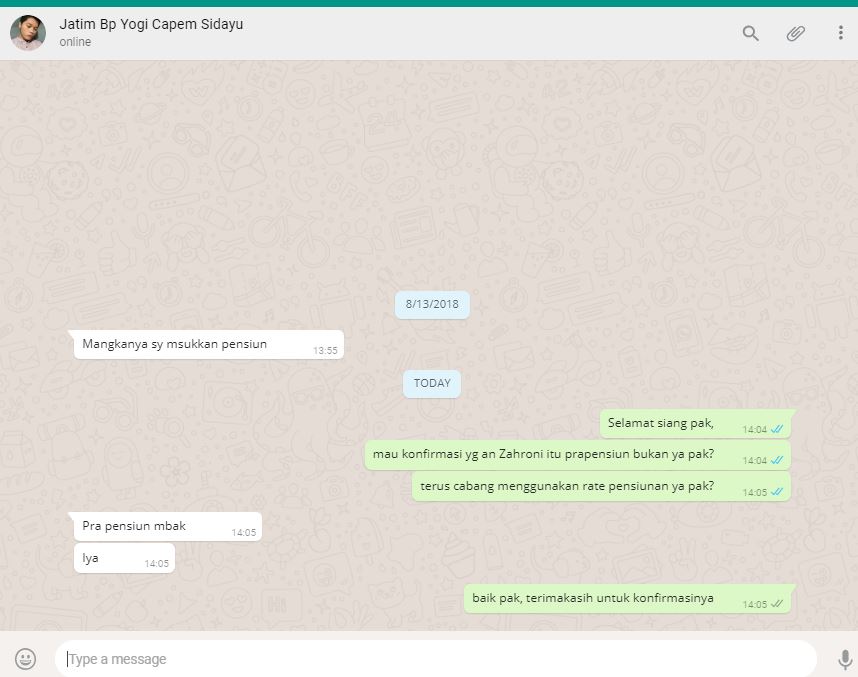 Jatim Bp Yogi Capem Sidayu
online
8/13/2018
Mangkanya sy msukkan pensiun
13:55
TODAY
Selamat siang pak,
14:04
mau konfirmasi yg an Zahroni itu prapensiun bukan ya pak?
14:04
terus cabang menggunakan rate pensiunan ya pak?
14:05
Pra pensiun mbak
14:05
Iya
14:05
baik pak, terimakasih untuk konfirmasinya
14:05
Type a message